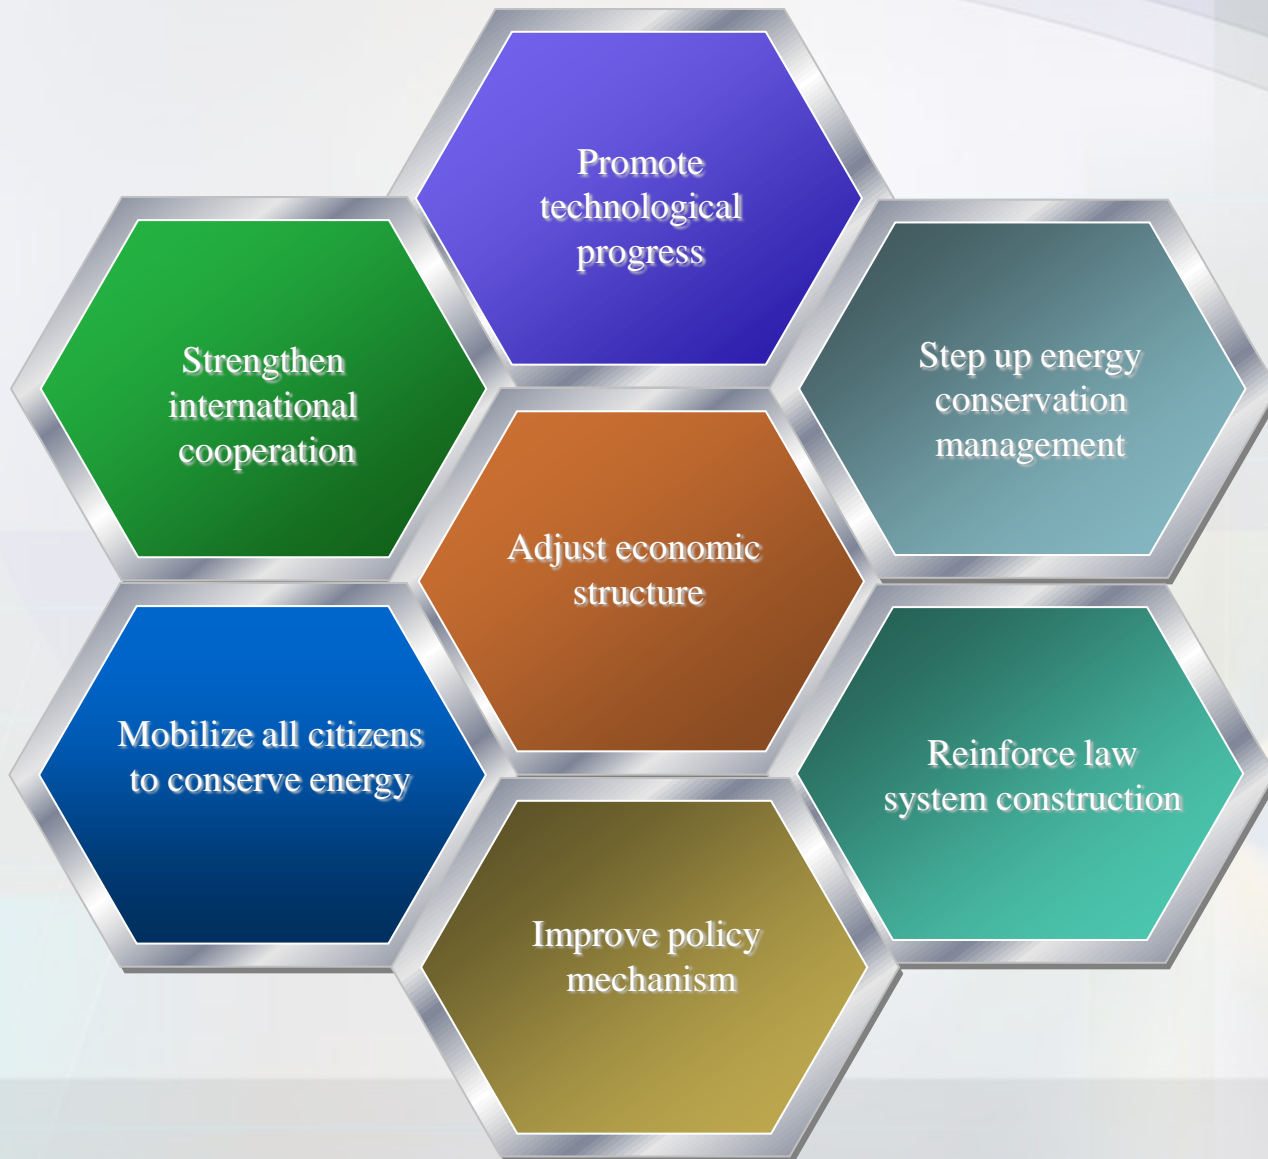 Promote
technological
progress
Strengthen
international
cooperation
Step up energy
conservation
management
Adjust economic
structure
Mobilize all citizens
to conserve energy
Reinforce law
system construction
Improve policy
mechanism